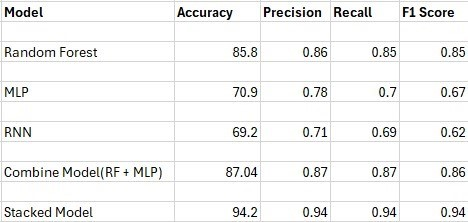 Model Accuracy Precision Recall F1 Score
Random Forest 85.8 0.86 0.85 0.85
MLP 70.9 0.78 0.7 0.67
RNN 69.2 0.71 0.69 0.62
Combine Model(RF + MLP) 87.04 0.87 0.87 0.86
Stacked Model 94.2 0.94 0.94 0.94